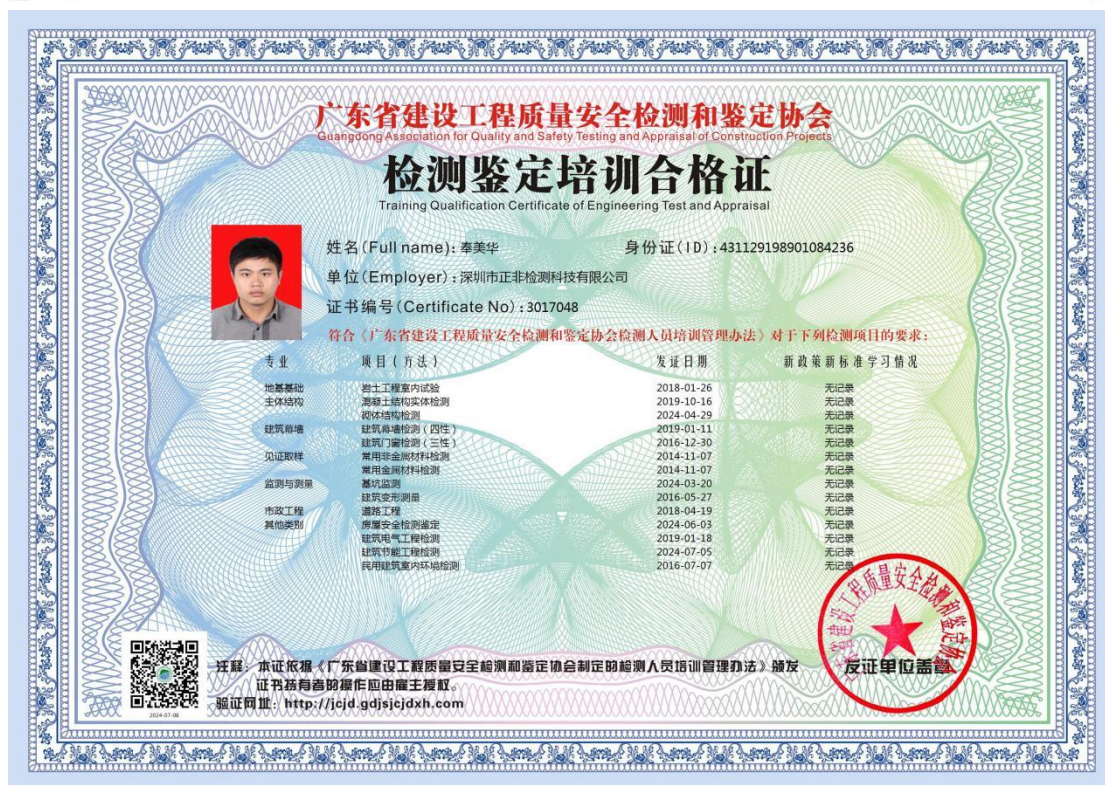 广东省建设工程质量安全检测和鉴定协会
Guangdong Association for Quality and Safety Testing and Appraisal of Construction Projects
检测鉴定培训合格证
Training Qualification Certificate of Engineering Test and Appraisal
姓名(Full name): 奉美华 身份证(ID): 431129198901084236
单位(Employer): 深圳市正非检测科技有限公司
证书编号(Certificate No): 3017048
符合《广东省建设工程质量安全检测和鉴定协会检测人员培训管理办法》对于下列检测项目的要求:
专业 项目(方法) 发证日期 新政策新标准学习情况
地基基础 岩土工程室内试验 2018-01-26 无记录
主体结构 混凝土结构实体检测 2019-10-16 无记录
砌体结构检测 2024-04-29 无记录
建筑幕墙 建筑幕墙检测(四性) 2019-01-11 无记录
建筑门窗检测(三性) 2016-12-30 无记录
见证取样 常用非金属材料检测 2014-11-07 无记录
常用金属材料检测 2014-11-07 无记录
监测与测量 基坑监测 2024-03-20 无记录
建筑变形测量 2016-05-27 无记录
市政工程 道路工程 2018-04-19 无记录
其他类别 房屋安全检测鉴定 2024-06-03 无记录
建筑电气工程检测 2019-01-18 无记录
建筑节能工程检测 2024-07-05 无记录
民用建筑室内环境检测 2016-07-07 无记录
广东省建设工程质量安全检测和鉴定协会
发证单位盖章
注释: 本证依据《广东省建设工程质量安全检测和鉴定协会制定的检测人员培训管理办法》颁发
证书持有者的操作应由雇主授权。
验证网址: http://jcjd.gdjsjcjdxh.com
2024-07-08